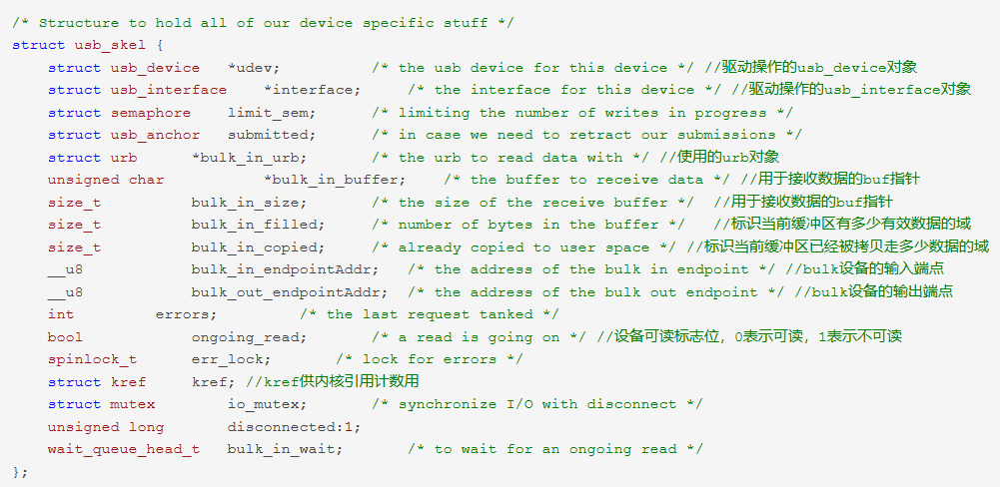 /* Structure to hold all of our device specific stuff */
struct usb_skel {
    struct usb_device   *udev;          /* the usb device for this device */ //驱动操作的usb_device对象
    struct usb_interface    *interface;     /* the interface for this device */ //驱动操作的usb_interface对象
    struct semaphore    limit_sem;      /* limiting the number of writes in progress */
    struct usb_anchor   submitted;      /* in case we need to retract our submissions */
    struct urb      *bulk_in_urb;       /* the urb to read data with */ //使用的urb对象
    unsigned char           *bulk_in_buffer;    /* the buffer to receive data */ //用于接收数据的buf指针
    size_t          bulk_in_size;       /* the size of the receive buffer */  //用于接收数据的buf指针
    size_t          bulk_in_filled;     /* number of bytes in the buffer */   //标识当前缓冲区有多少有效数据的域
    size_t          bulk_in_copied;     /* already copied to user space */ //标识当前缓冲区已经被拷贝走多少数据的域
    __u8            bulk_in_endpointAddr;   /* the address of the bulk in endpoint */ //bulk设备的输入端点
    __u8            bulk_out_endpointAddr;  /* the address of the bulk out endpoint */ //bulk设备的输出端点
    int         errors;         /* the last request tanked */
    bool            ongoing_read;       /* a read is going on */ //设备可读标志位，0表示可读，1表示不可读
    spinlock_t      err_lock;       /* lock for errors */
    struct kref     kref; //kref供内核引用计数用
    struct mutex        io_mutex;       /* synchronize I/O with disconnect */
    unsigned long       disconnected:1;
    wait_queue_head_t   bulk_in_wait;       /* to wait for an ongoing read */
};